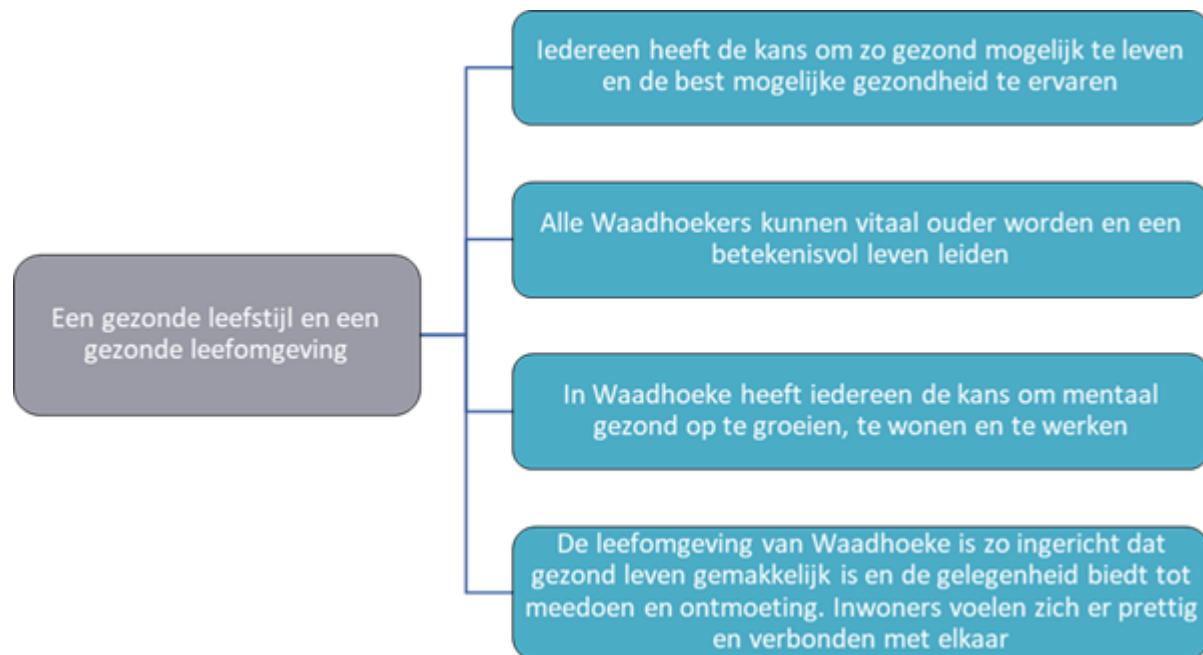 Iedereen heeft de kans om zo gezond mogelijk te leven
en de best mogelijke gezondheid te ervaren
Alle Waadhoekers kunnen vitaal ouder worden en een
betekenisvol leven leiden
Een gezonde leefstijl en een
gezonde leefomgeving
In Waadhoeke heeft iedereen de kans om mentaal
gezond op te groeien, te wonen en te werken
De leefomgeving van Waadhoeke is zo ingericht dat
gezond leven gemakkelijk is en de gelegenheid biedt tot
meedoen en ontmoeting. Inwoners voelen zich er prettig
en verbonden met elkaar